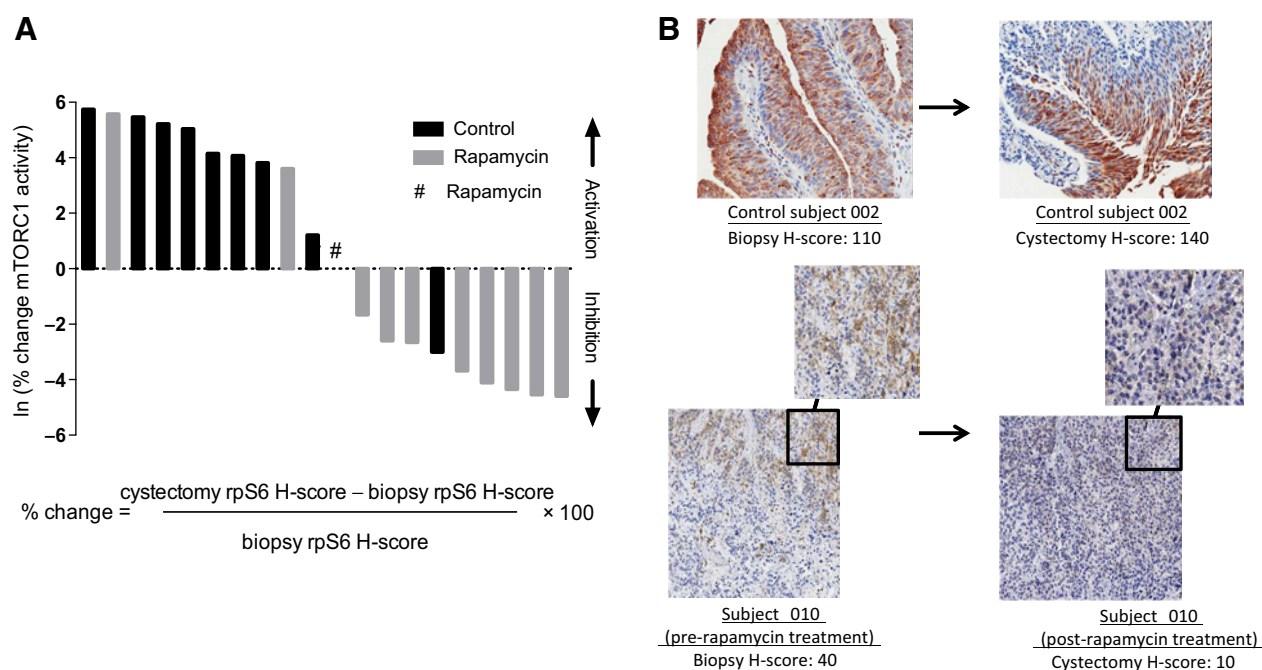 A
6
4
2
0
–2
–4
–6
ln (% change mTORC1 activity)
Control
Rapamycin
# Rapamycin
#
Activation
Inhibition
cystectomy rpS6 H-score – biopsy rpS6 H-score
% change = × 100
biopsy rpS6 H-score
B
Control subject 002
Biopsy H-score: 110
Control subject 002
Cystectomy H-score: 140
Subject 010
(pre-rapamycin treatment)
Biopsy H-score: 40
Subject 010
(post-rapamycin treatment)
Cystectomy H-score: 10